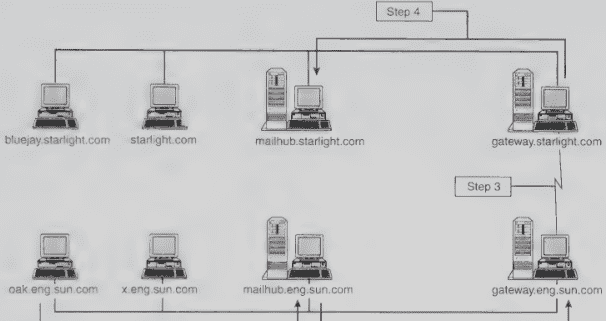 Step 4
bluejay.starlight.com
starlight.com
mailhub.starlight.com
gateway.starlight.com
Step 3
oak.eng.sun.com
x.eng.sun.com
mailhub.eng.sun.com
gateway.eng.sun.com